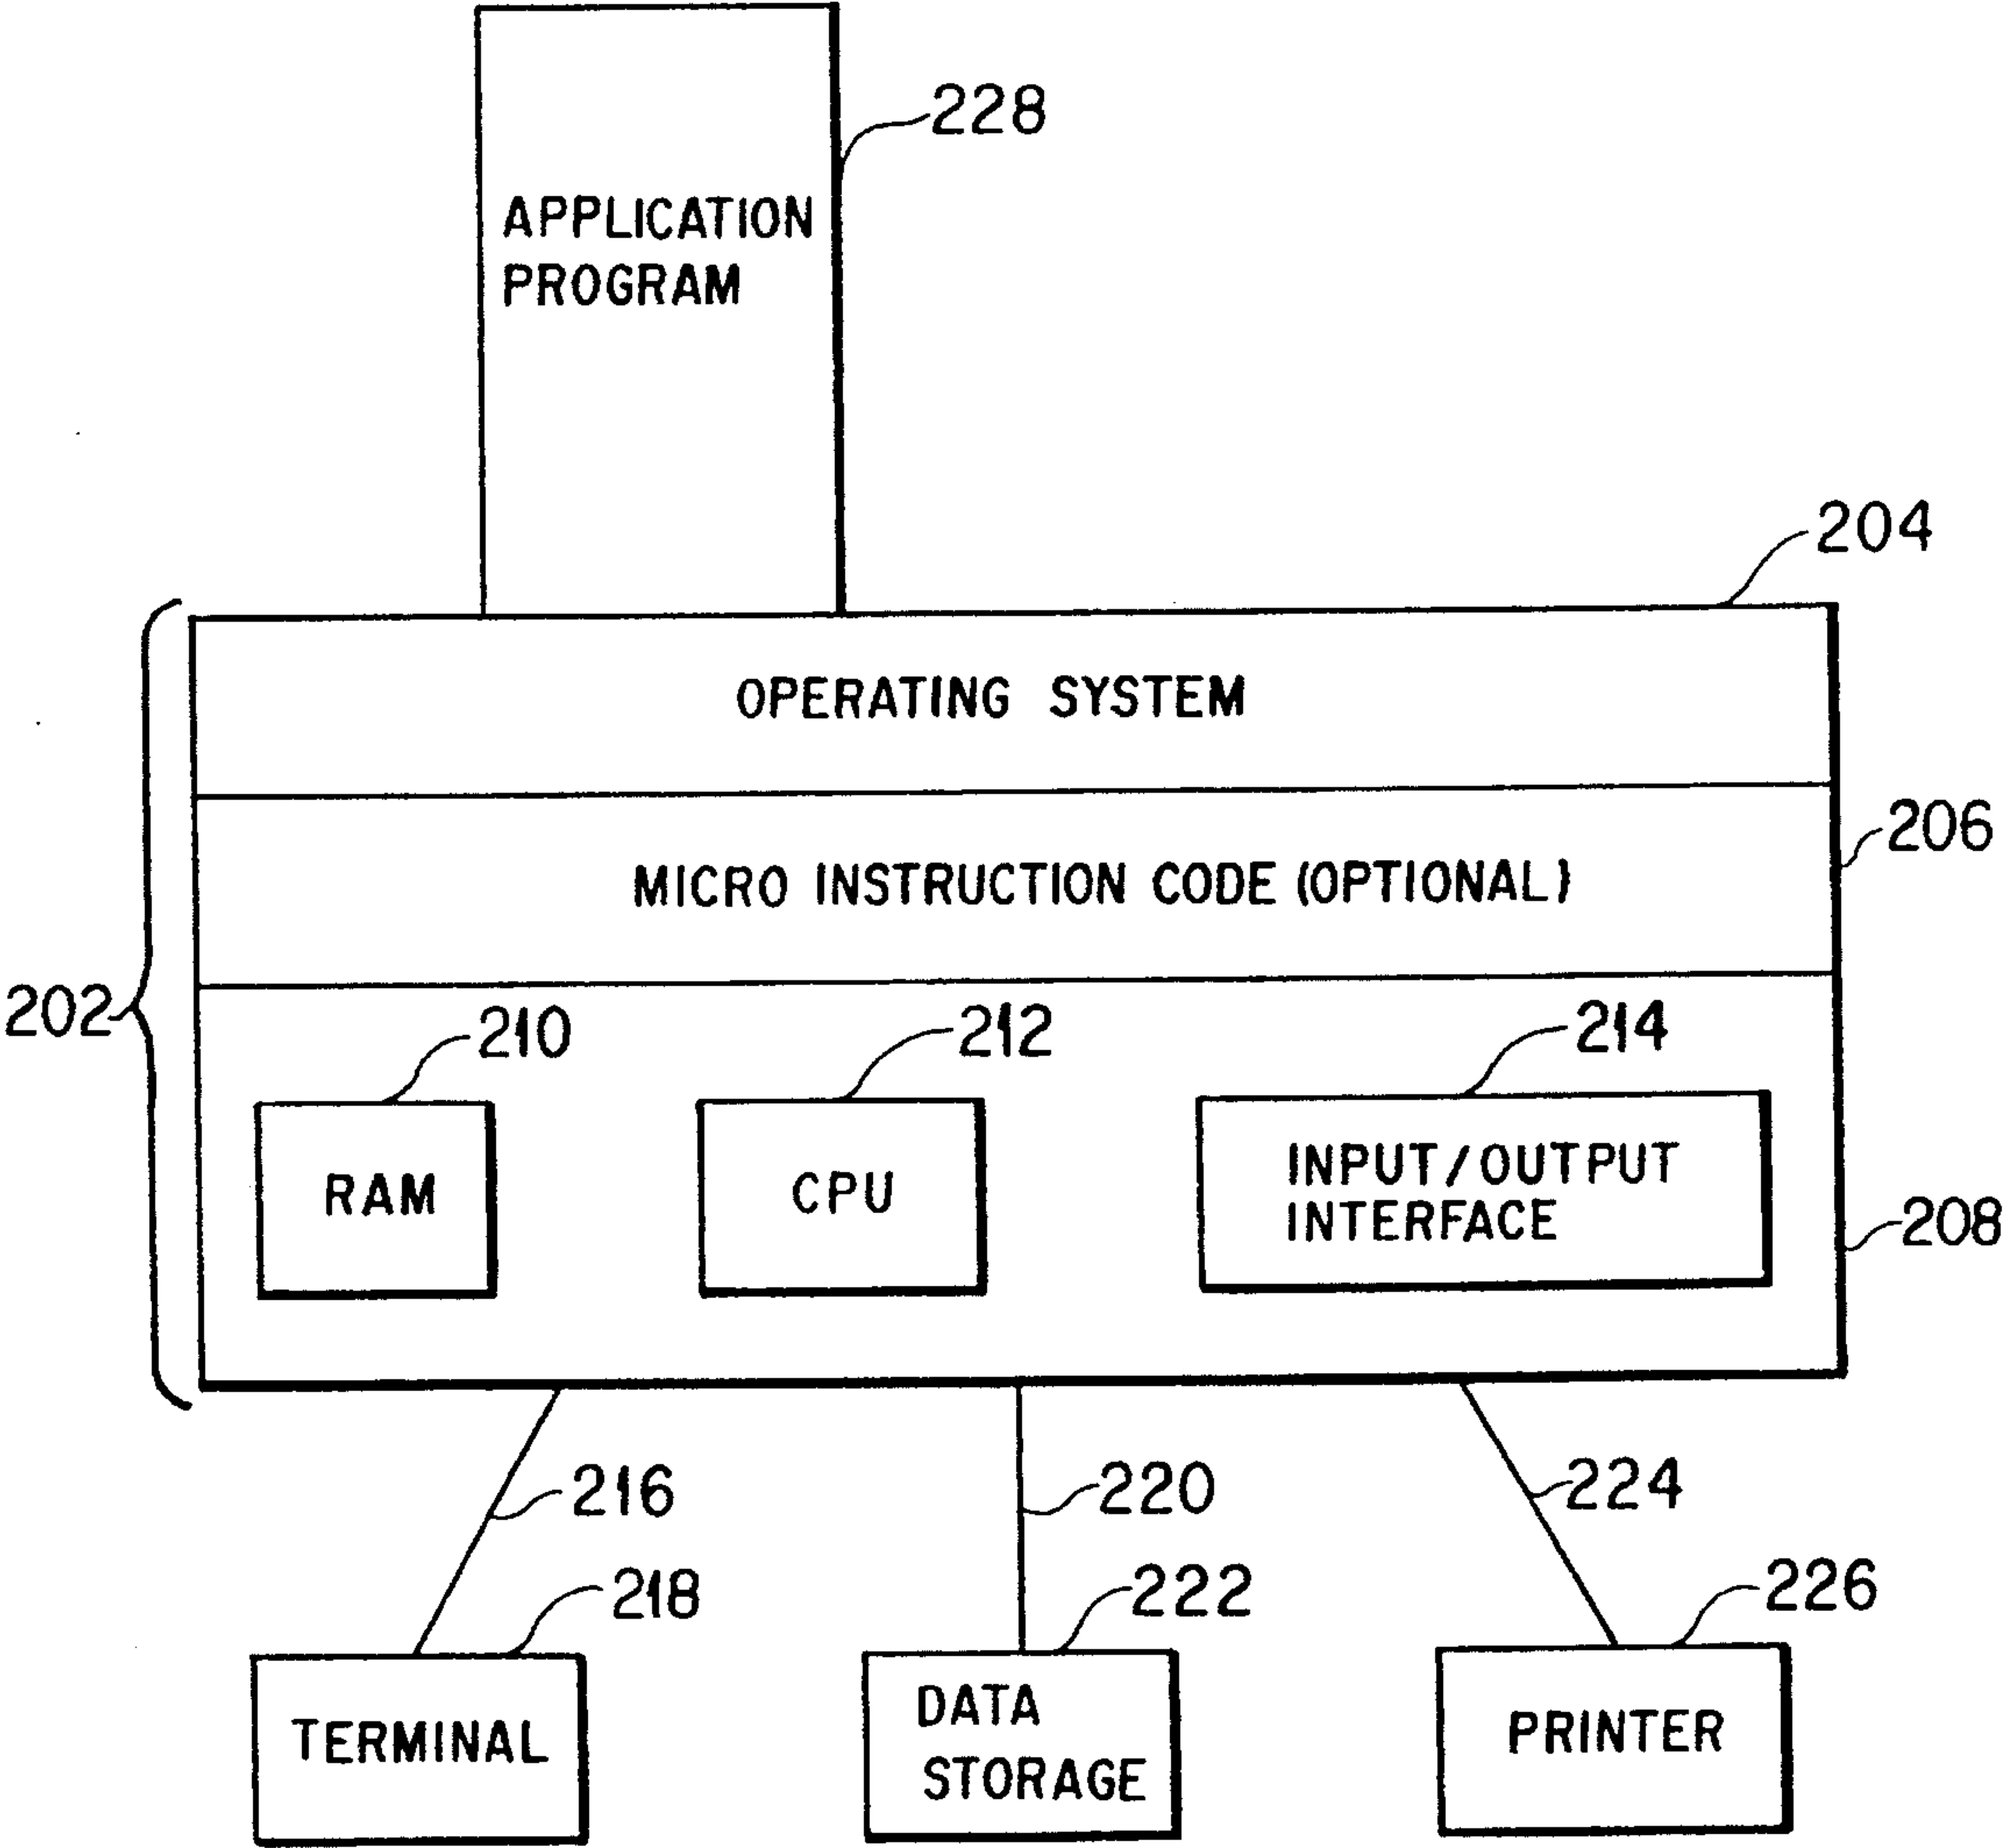 228
APPLICATION
PROGRAM
204
OPERATING SYSTEM
206
MICRO INSTRUCTION CODE (OPTIONAL)
202
210
212
214
RAM
CPU
INPUT/OUTPUT
INTERFACE
208
216
220
224
218
222
226
TERMINAL
DATA
STORAGE
PRINTER